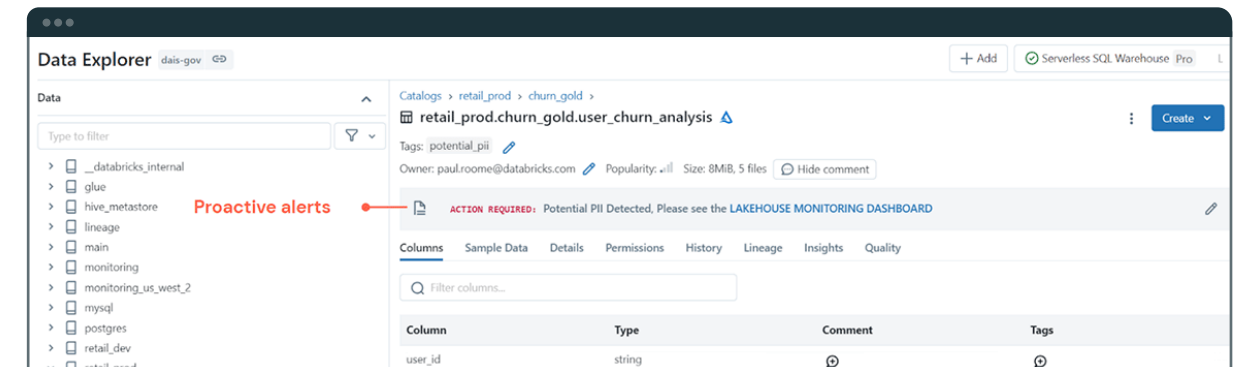 Data Explorer dais-gov
+ Add
Serverless SQL Warehouse Pro L
Data
Type to filter
__databricks_internal
glue
hive_metastore
lineage
main
monitoring
monitoring_us_west_2
mysql
postgres
retail_dev
retail_prod
Proactive alerts
Catalogs > retail_prod > churn_gold >
retail_prod.churn_gold.user_churn_analysis
Create
Tags: potential_pii
Owner: paul.roome@databricks.com Popularity: Size: 8MiB, 5 files Hide comment
ACTION REQUIRED: Potential PII Detected, Please see the LAKEHOUSE MONITORING DASHBOARD
Columns Sample Data Details Permissions History Lineage Insights Quality
Filter columns...
Column Type Comment Tags
user_id string